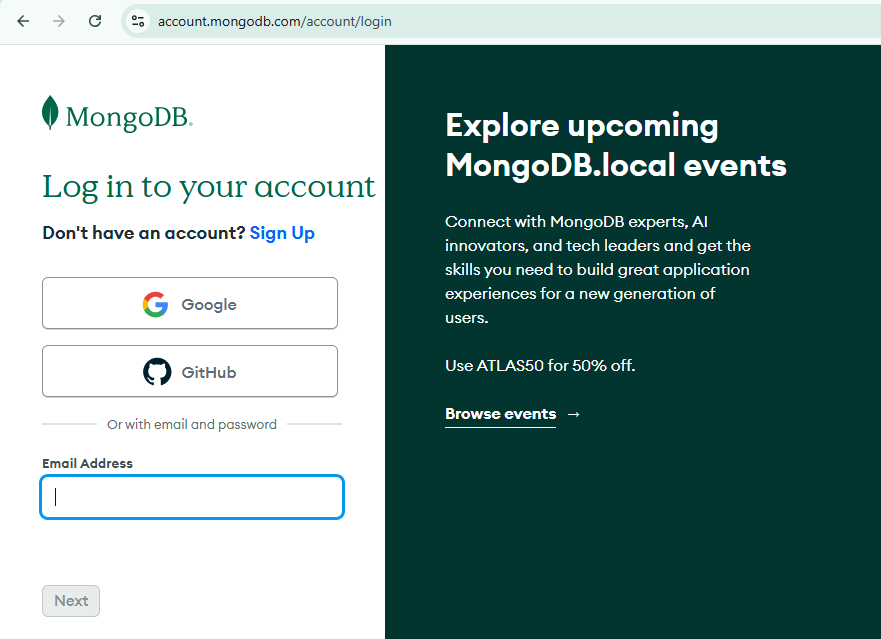 account.mongodb.com/account/login
MongoDB.
Log in to your account
Don't have an account? Sign Up
Google
GitHub
Or with email and password
Email Address
Next
Explore upcoming
MongoDB.local events
Connect with MongoDB experts, AI
innovators, and tech leaders and get the
skills you need to build great application
experiences for a new generation of
users.
Use ATLAS50 for 50% off.
Browse events →